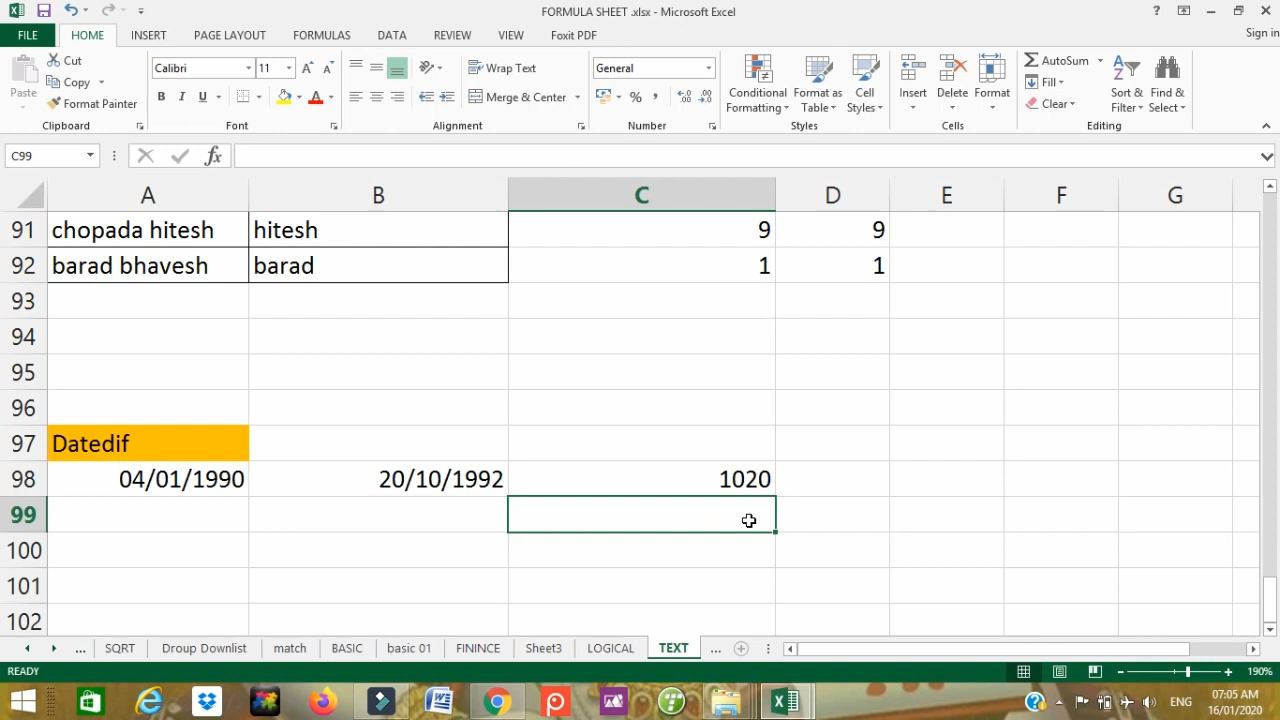 FORMULA SHEET .xlsx - Microsoft Excel
?
FILE HOME INSERT PAGE LAYOUT FORMULAS DATA REVIEW VIEW Foxit PDF Sign in
Paste
Cut
Copy
Format Painter
Clipboard
Calibri 11
B I U
Font
Wrap Text
Merge & Center
Alignment
General
%
Number
Conditional Formatting
Format as Table
Cell Styles
Styles
Insert Delete Format
Cells
AutoSum
Fill
Clear
Sort & Filter
Find & Select
Editing
C99 fx
A B C D E F G
91 chopada hitesh hitesh 9 9
92 barad bhavesh barad 1 1
93
94
95
96
97 Datedif
98 04/01/1990 20/10/1992 1020
99
100
101
102
... SQRT Droup Downlist match BASIC basic 01 FININCE Sheet3 LOGICAL TEXT ...
READY 190%
ENG
07:05 AM
16/01/2020